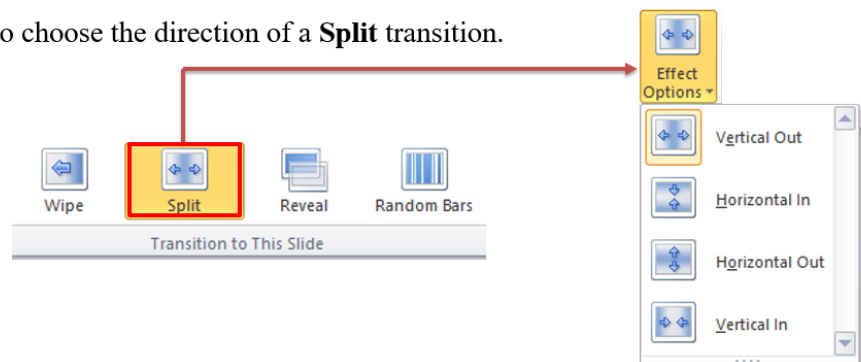 o choose the direction of a Split transition.
Effect
Options
Vertical Out
Wipe
Split
Reveal
Random Bars
Horizontal In
Transition to This Slide
Horizontal Out
Vertical In